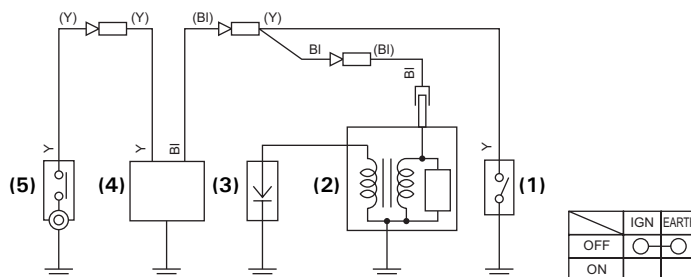 (Y) (Y) (Bl) (Y)
Bl (Bl)
Bl
Y Y Bl Y
(5) (4) (3) (2) (1)
IGN EARTH
OFF
ON